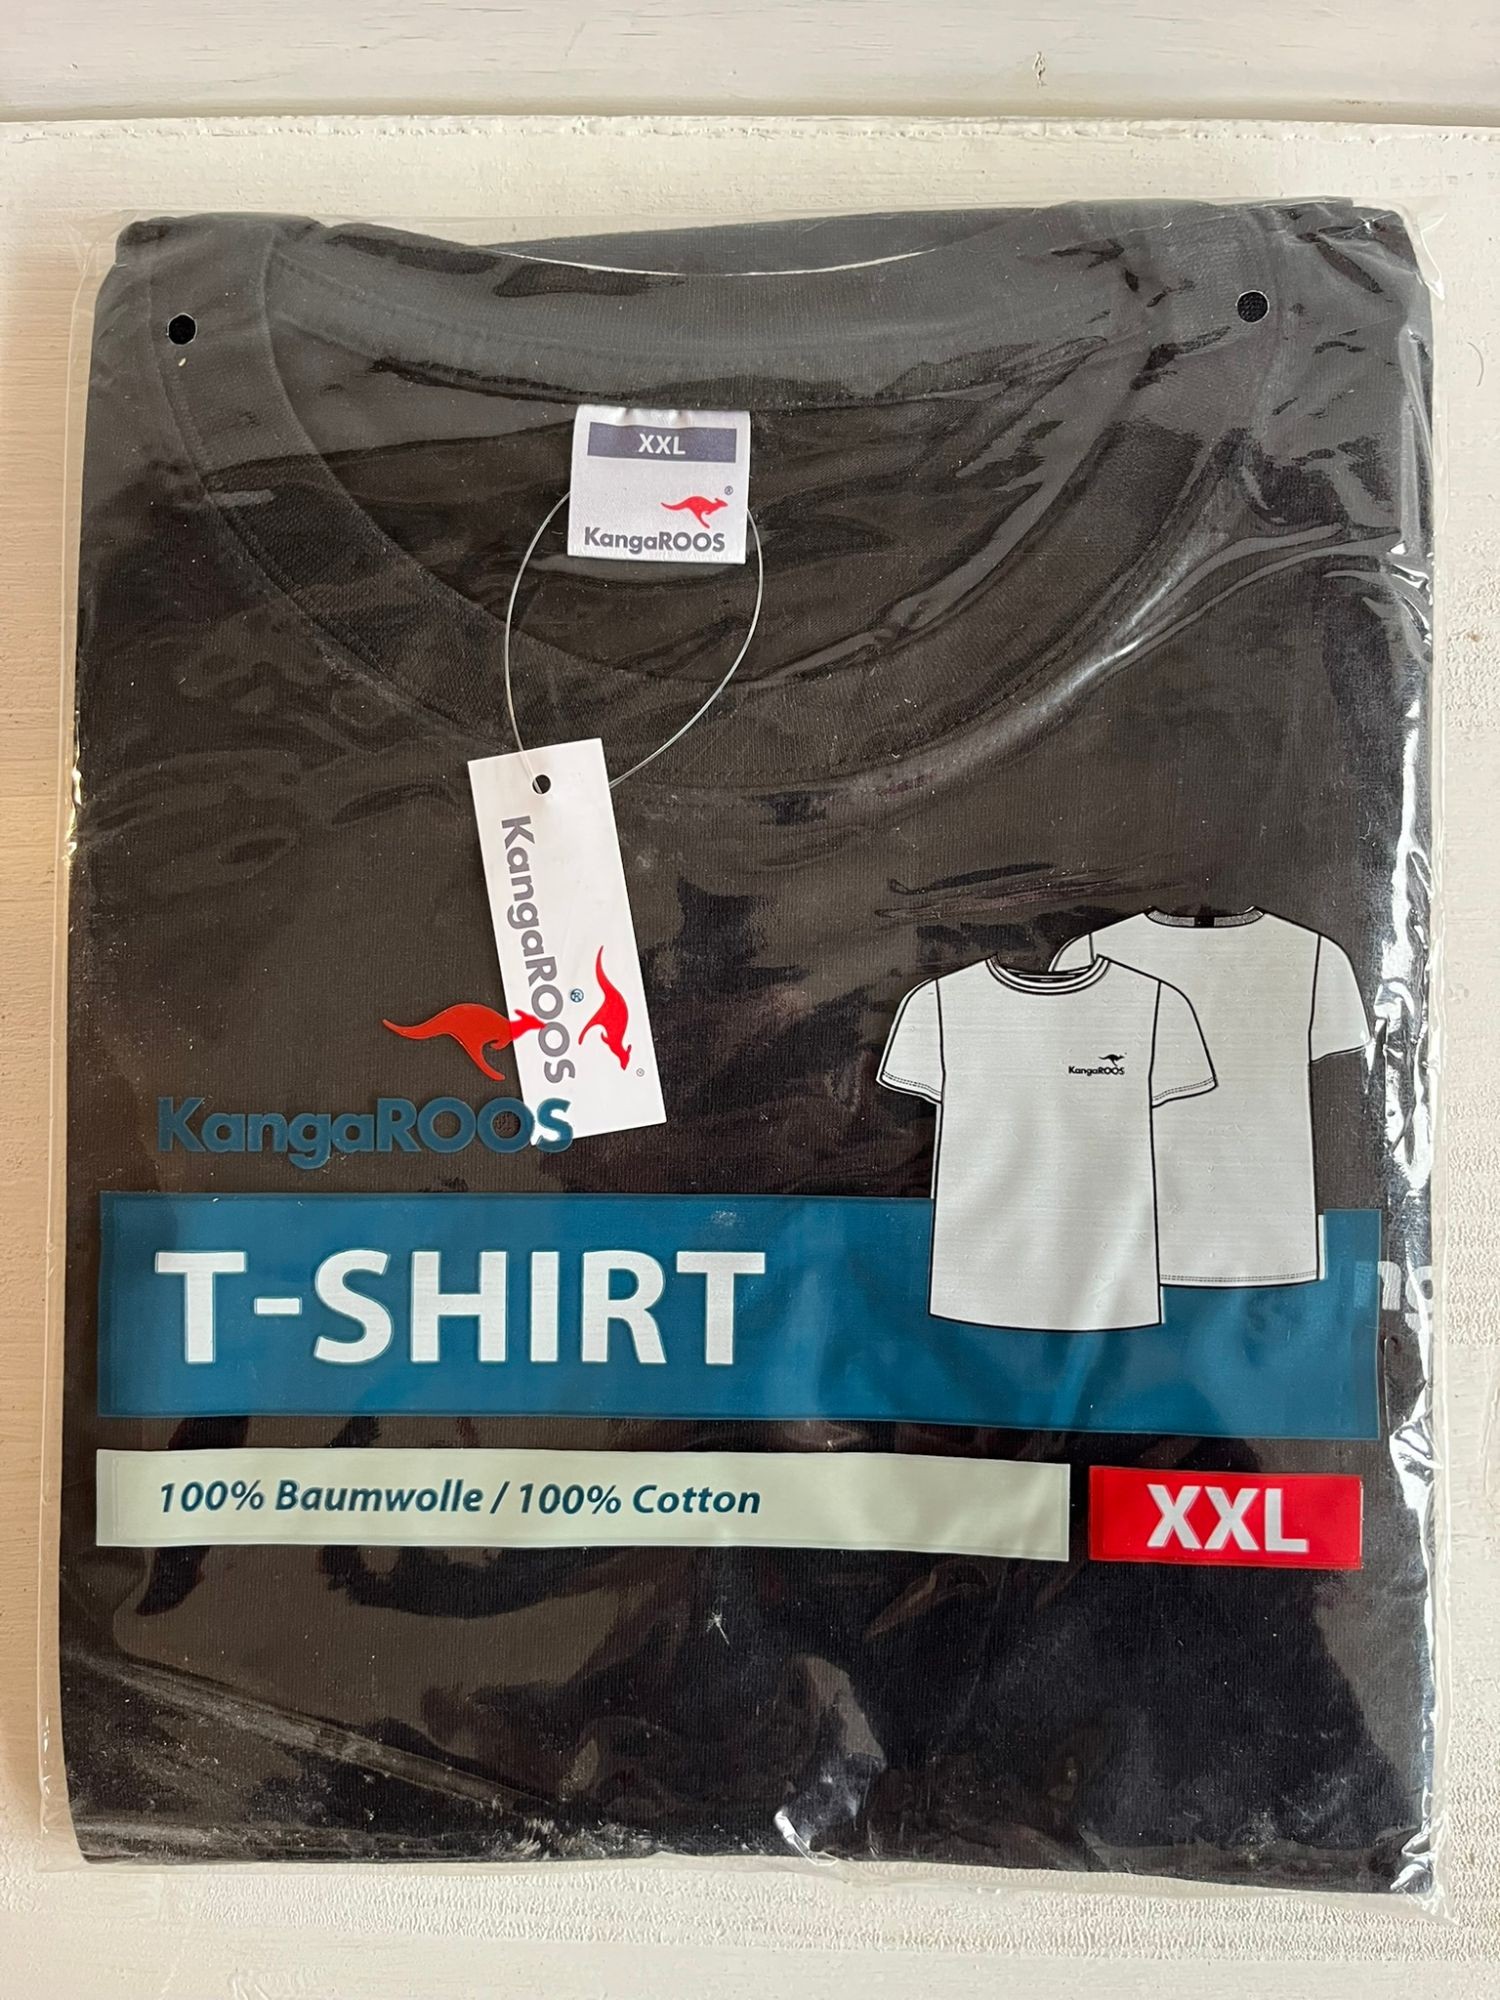 XXL
®
KangaROOS
KangaROOS
®
®
KangaROOS
KangaROOS
T-SHIRT
100% Baumwolle / 100% Cotton
XXL